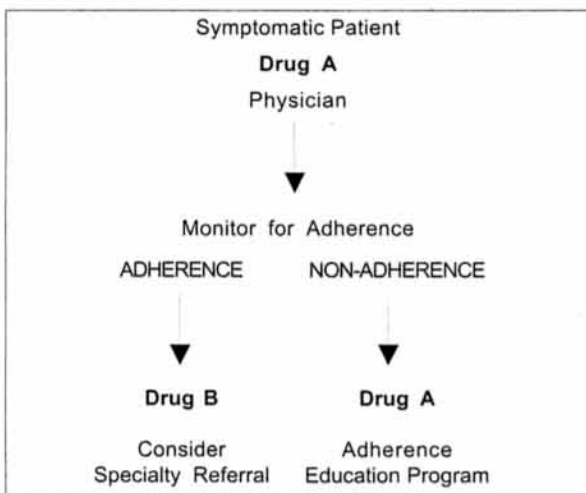 Symptomatic Patient
Drug A
Physician
Monitor for Adherence
ADHERENCE NON-ADHERENCE
Drug B Drug A
Consider Adherence
Specialty Referral Education Program